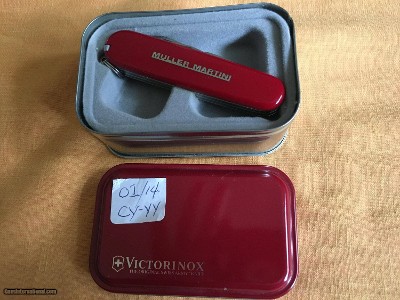 MULLER MARTINI
01/14
CY-YY
VICTORINOX